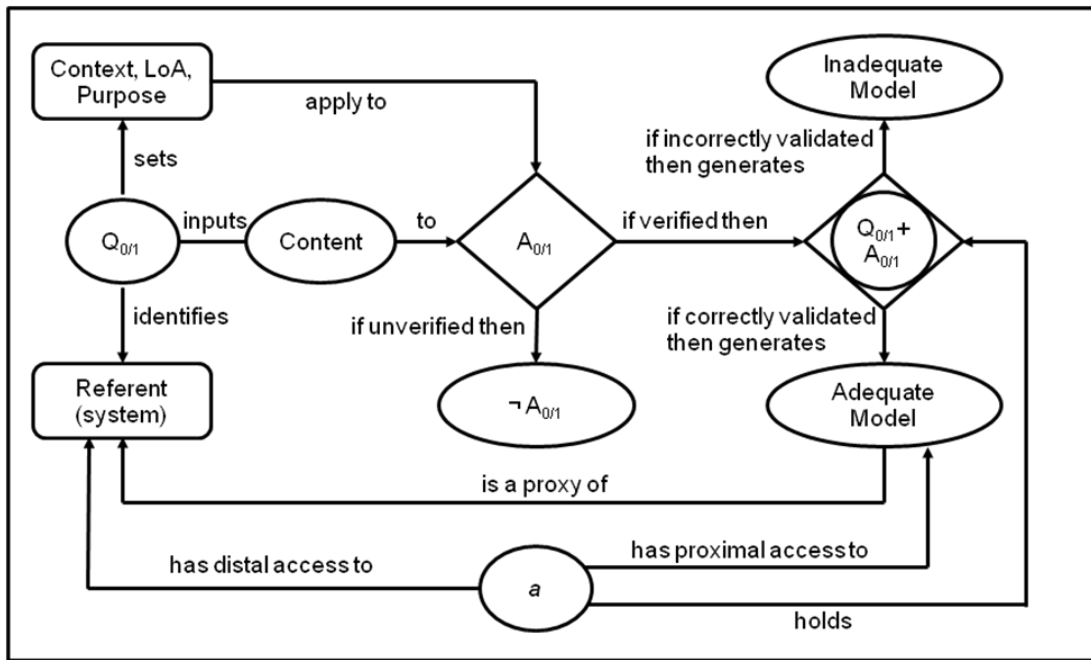 Context, LoA,
Purpose
apply to
Inadequate
Model
sets
if incorrectly validated
then generates
Q0/1
inputs
Content
to
A0/1
if verified then
Q0/1 +
A0/1
identifies
if unverified then
if correctly validated
then generates
Referent
(system)
¬ A0/1
Adequate
Model
is a proxy of
has distal access to
a
has proximal access to
holds